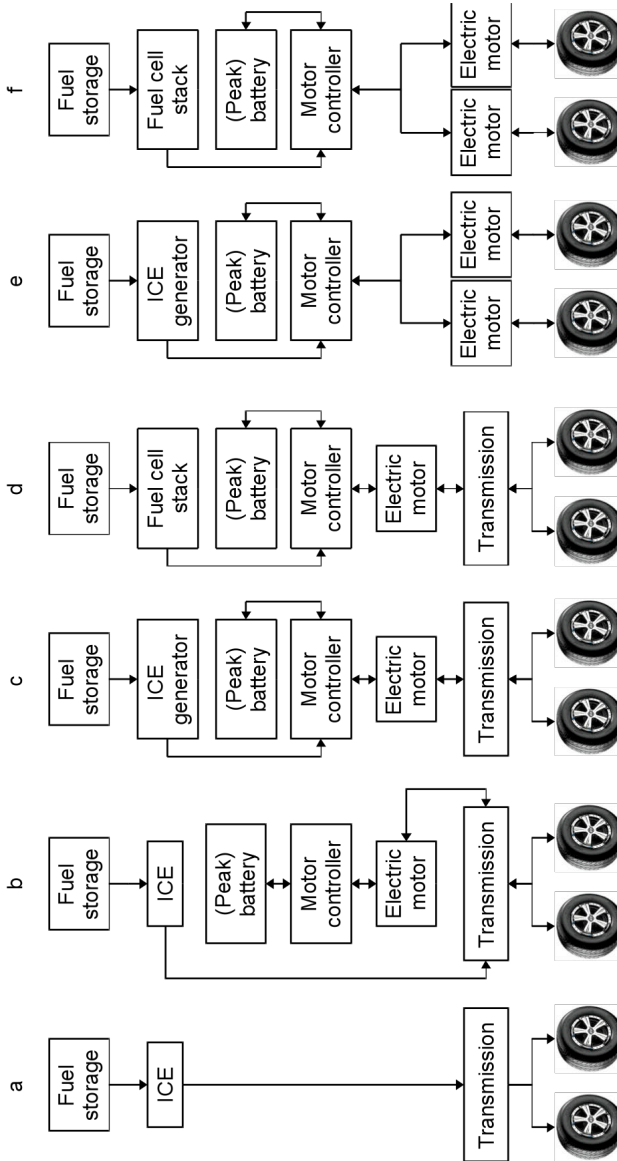 a
Fuel
storage
ICE
Transmission
b
Fuel
storage
ICE
(Peak)
battery
Motor
controller
Electric
motor
Transmission
c
Fuel
storage
ICE
generator
(Peak)
battery
Motor
controller
Electric
motor
Transmission
d
Fuel
storage
Fuel cell
stack
(Peak)
battery
Motor
controller
Electric
motor
Transmission
e
Fuel
storage
ICE
generator
(Peak)
battery
Motor
controller
Electric
motor
Electric
motor
f
Fuel
storage
Fuel cell
stack
(Peak)
battery
Motor
controller
Electric
motor
Electric
motor